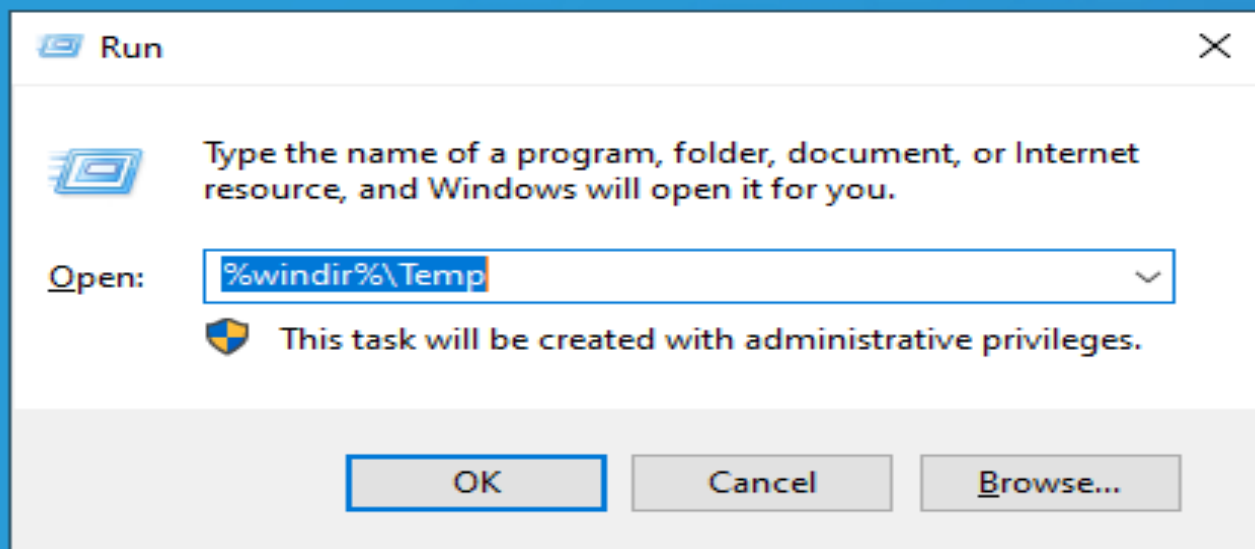 Run
Type the name of a program, folder, document, or Internet
resource, and Windows will open it for you.
Open: %windir%\Temp
This task will be created with administrative privileges.
OK Cancel Browse...